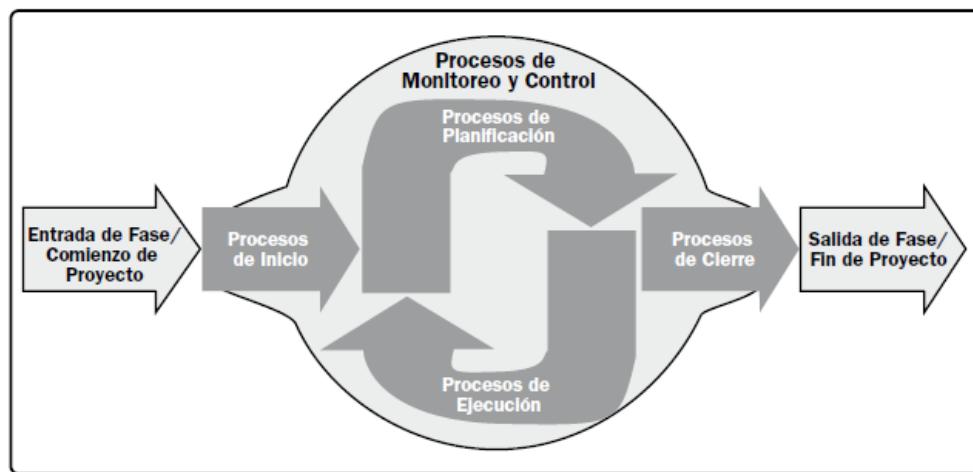 Procesos de
Monitoreo y Control
Procesos de
Planificación
Entrada de Fase/
Comienzo de
Proyecto
Procesos
de Inicio
Procesos
de Cierre
Salida de Fase/
Fin de Proyecto
Procesos de
Ejecución